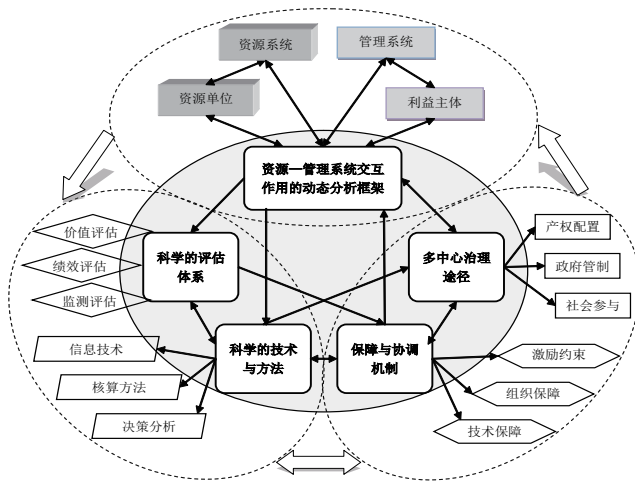 资源系统
管理系统
资源单位
利益主体
资源—管理系统交互
作用的动态分析框架
价值评估
绩效评估
监测评估
科学的评估
体系
多中心治理
途径
产权配置
政府管制
社会参与
信息技术
核算方法
决策分析
科学的技术
与方法
保障与协调
机制
激励约束
组织保障
技术保障